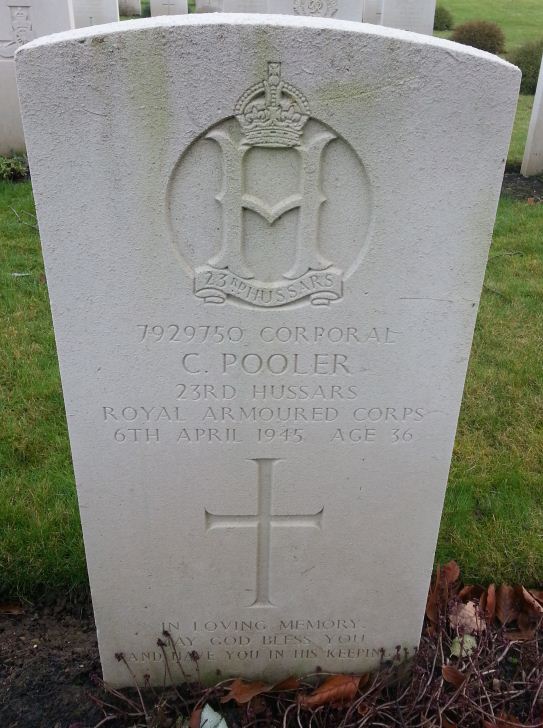 H
23RD HUSSARS
7929750 CORPORAL
C. POOLER
23RD HUSSARS
ROYAL ARMOURED CORPS
6TH APRIL 1945 AGE 36
IN LOVING MEMORY.
MAY GOD BLESS YOU
AND HAVE YOU IN HIS KEEPING